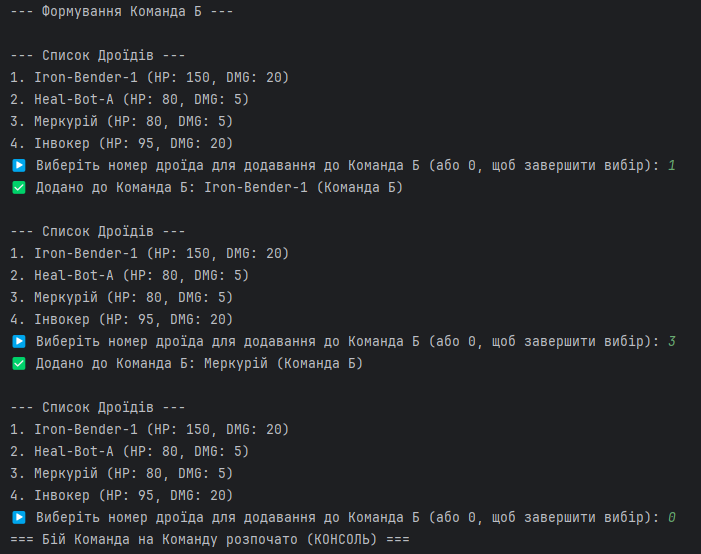 --- Формування Команда Б ---
--- Список Дроїдів ---
1. Iron-Bender-1 (HP: 150, DMG: 20)
2. Heal-Bot-A (HP: 80, DMG: 5)
3. Меркурій (HP: 80, DMG: 5)
4. Інвокер (HP: 95, DMG: 20)
▶️ Виберіть номер дроїда для додавання до Команда Б (або 0, щоб завершити вибір): 1
✅ Додано до Команда Б: Iron-Bender-1 (Команда Б)
--- Список Дроїдів ---
1. Iron-Bender-1 (HP: 150, DMG: 20)
2. Heal-Bot-A (HP: 80, DMG: 5)
3. Меркурій (HP: 80, DMG: 5)
4. Інвокер (HP: 95, DMG: 20)
▶️ Виберіть номер дроїда для додавання до Команда Б (або 0, щоб завершити вибір): 3
✅ Додано до Команда Б: Меркурій (Команда Б)
--- Список Дроїдів ---
1. Iron-Bender-1 (HP: 150, DMG: 20)
2. Heal-Bot-A (HP: 80, DMG: 5)
3. Меркурій (HP: 80, DMG: 5)
4. Інвокер (HP: 95, DMG: 20)
▶️ Виберіть номер дроїда для додавання до Команда Б (або 0, щоб завершити вибір): 0
=== Бій Команда на Команду розпочато (КОНСОЛЬ) ===